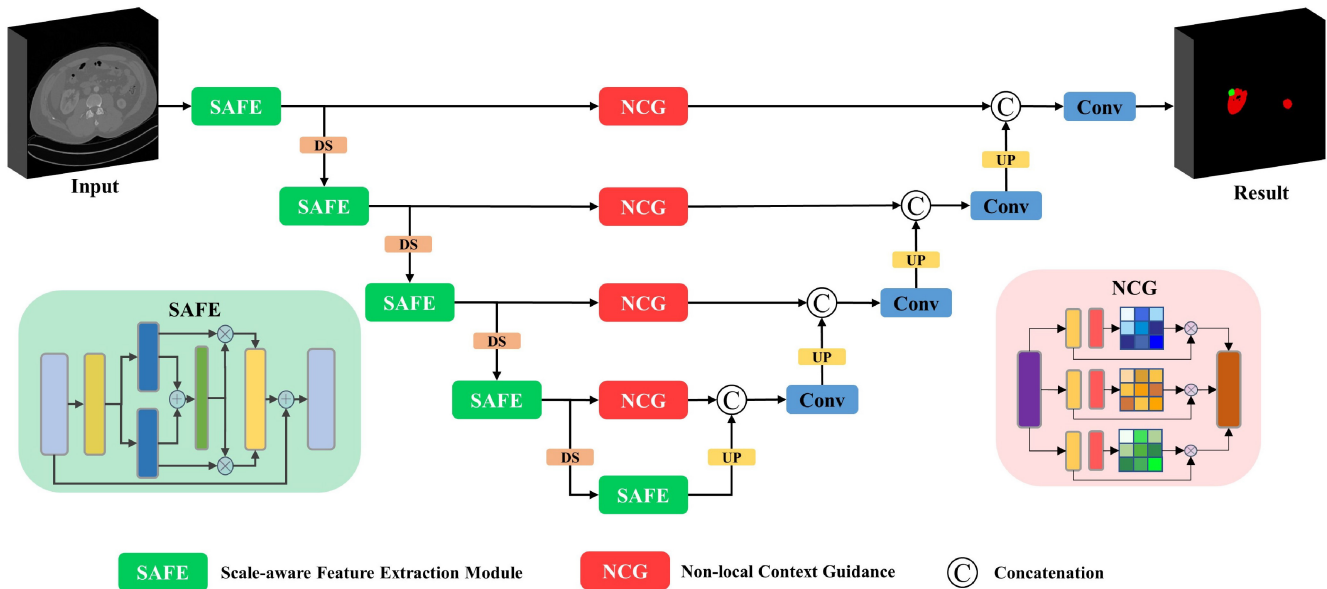 Input
SAFE
NCG
C
Conv
Result
DS
UP
SAFE
NCG
C
Conv
DS
UP
SAFE
NCG
C
Conv
DS
UP
SAFE
NCG
C
Conv
DS
UP
SAFE
SAFE
NCG
SAFE
Scale-aware Feature Extraction Module
NCG
Non-local Context Guidance
C
Concatenation